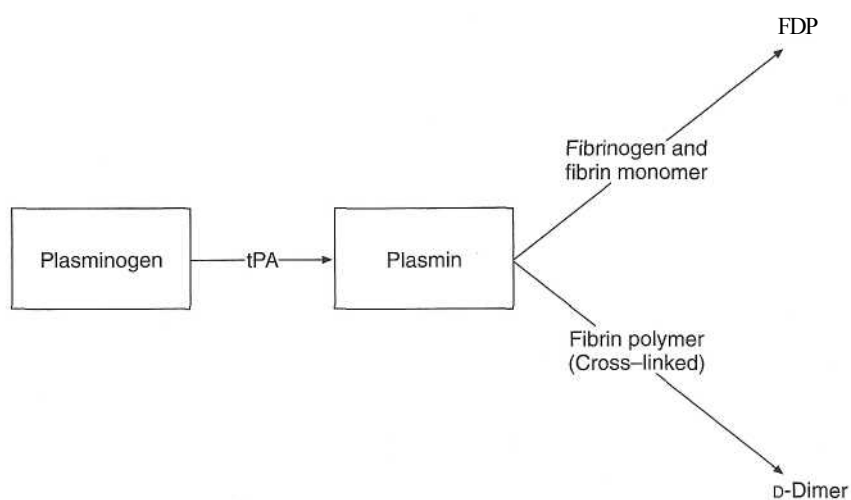 FDP
Fibrinogen and
fibrin monomer
Plasminogen
tPA
Plasmin
Fibrin polymer
(Cross–linked)
D-Dimer